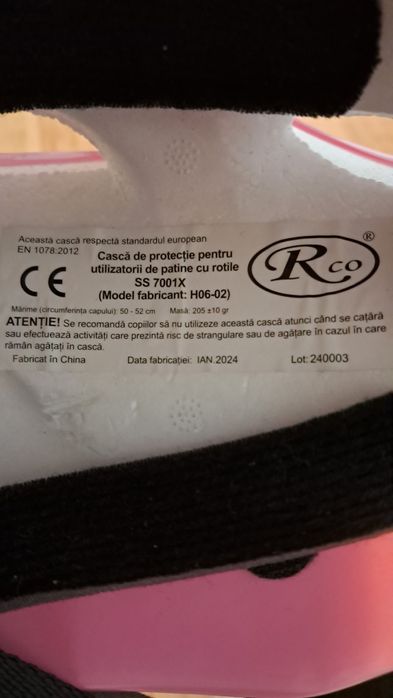 Această cască respectă standardul european
EN 1078:2012
CE
Cască de protecție pentru
utilizatorii de patine cu rotile
SS 7001X
(Model fabricant: H06-02)
Rco ®
Mărime (circumferința capului): 50 - 52 cm Masă: 205 ±10 gr
ATENȚIE! Se recomandă copiilor să nu utilizeze această cască atunci când se cațără
sau efectuează activități care prezintă risc de strangulare sau de agățare în cazul în care
rămân agățați în cască.
Fabricat în China Data fabricației: IAN.2024 Lot: 240003